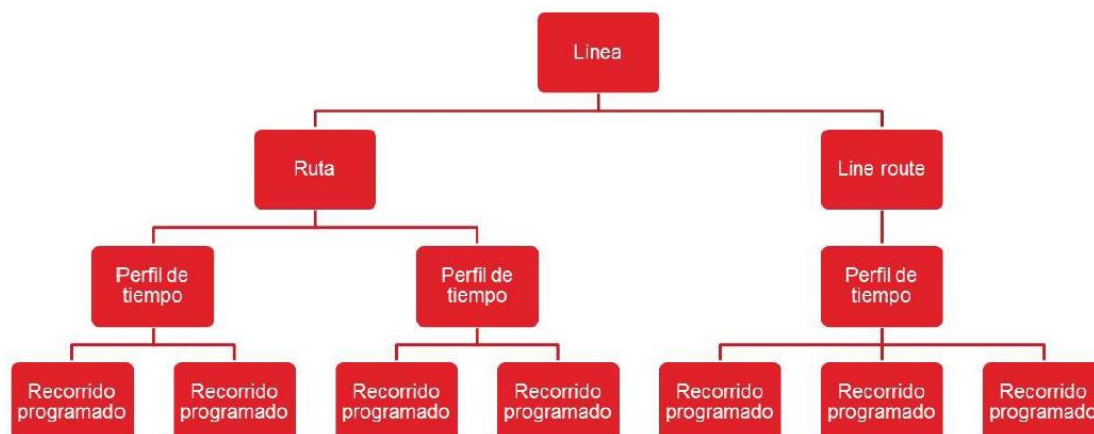 Línea
Ruta
Line route
Perfil de
tiempo
Perfil de
tiempo
Perfil de
tiempo
Recorrido
programado
Recorrido
programado
Recorrido
programado
Recorrido
programado
Recorrido
programado
Recorrido
programado
Recorrido
programado